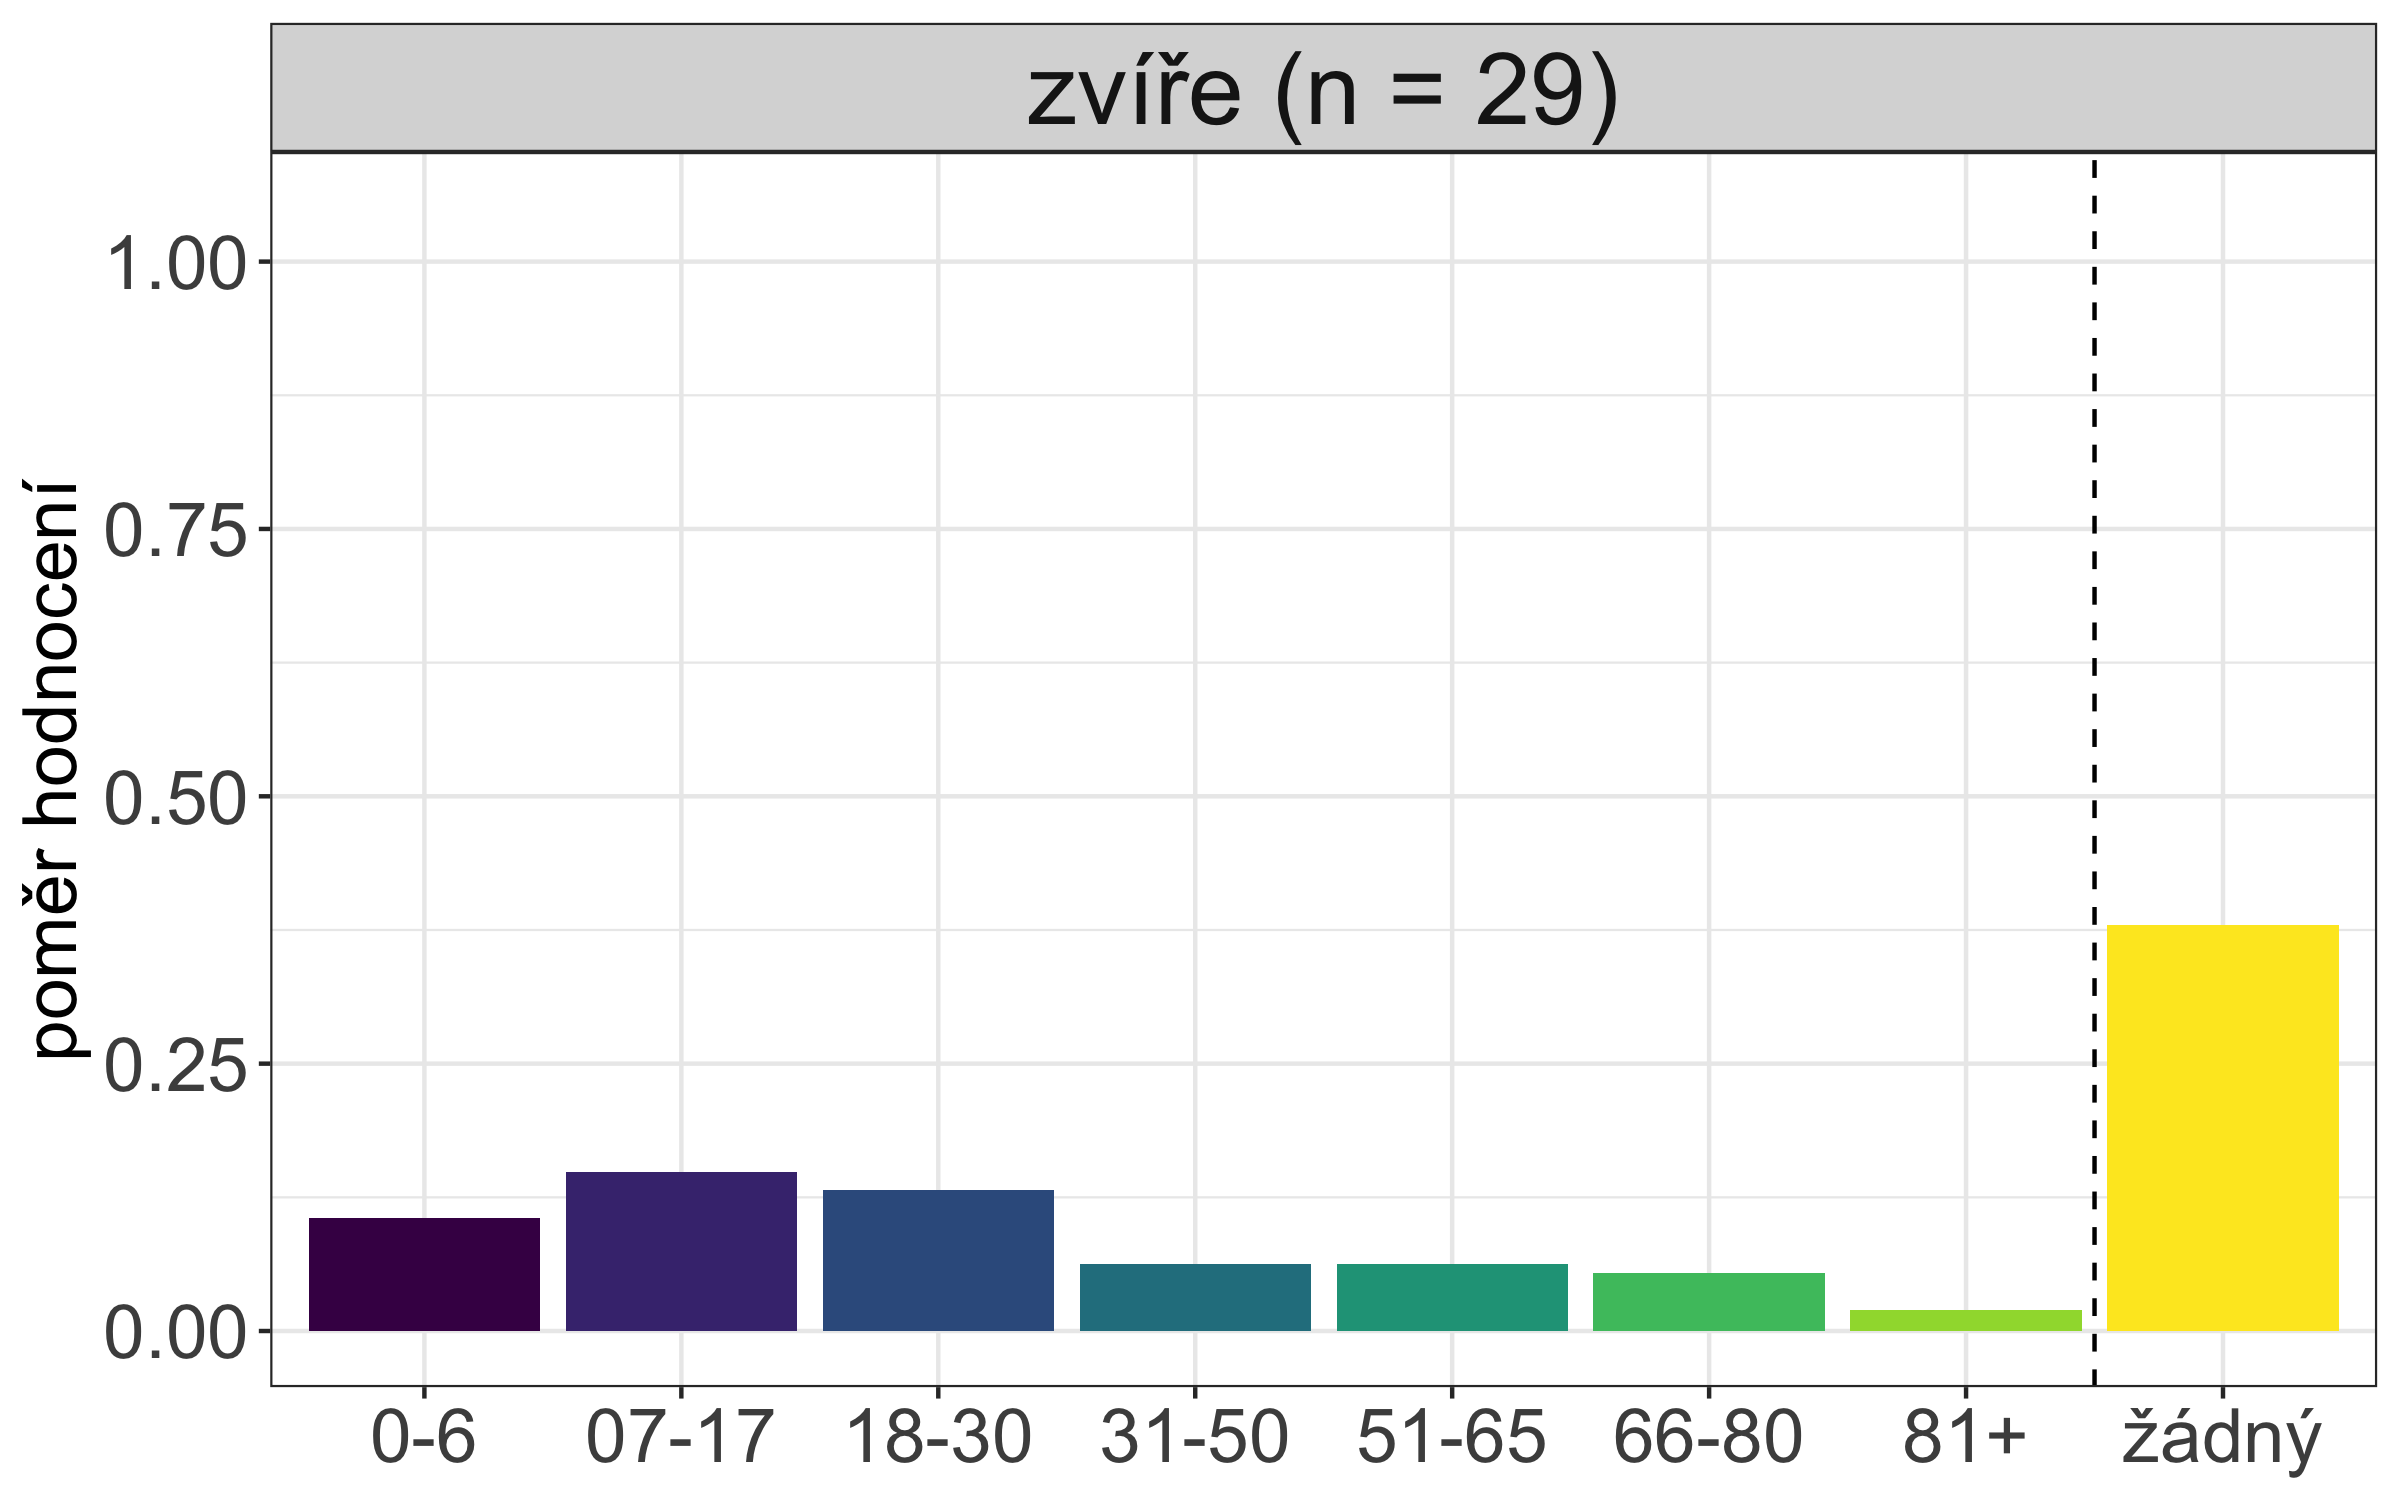 zvíře (n = 29)
poměr hodnocení
1.00
0.75
0.50
0.25
0.00
0-6 07-17 18-30 31-50 51-65 66-80 81+ žádný